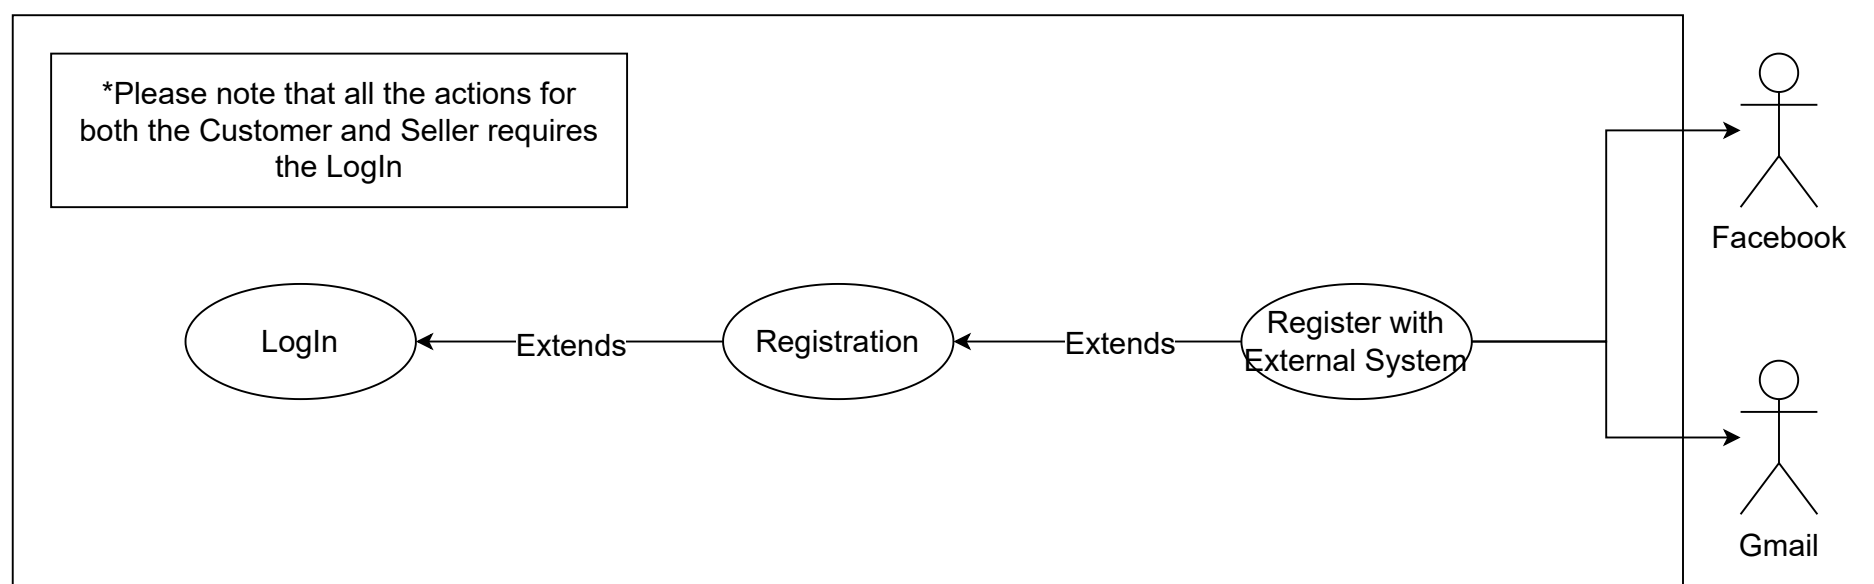 *Please note that all the actions for
both the Customer and Seller requires
the LogIn
Facebook
LogIn
Extends
Registration
Extends
Register with
External System
Gmail